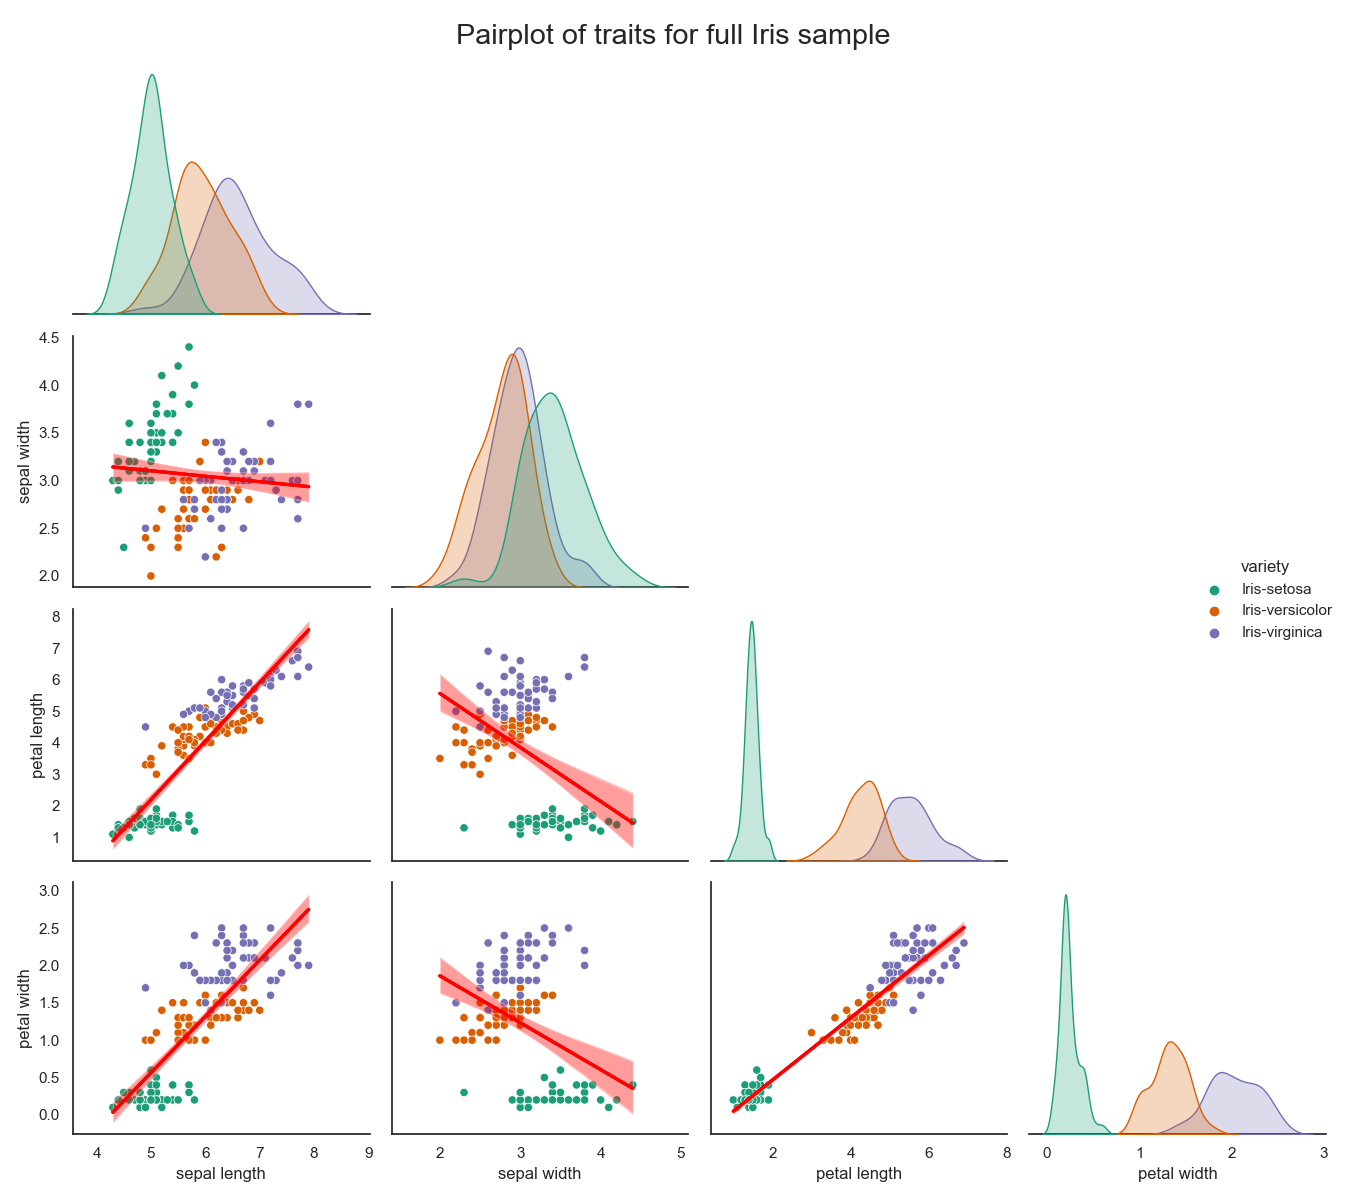 Pairplot of traits for full Iris sample
4.5
4.0
3.5
3.0
2.5
2.0
sepal width
8
7
6
5
4
3
2
1
petal length
3.0
2.5
2.0
1.5
1.0
0.5
0.0
petal width
4 5 6 7 8 9
sepal length
2 3 4 5
sepal width
2 4 6 8
petal length
0 1 2 3
petal width
variety
Iris-setosa
Iris-versicolor
Iris-virginica